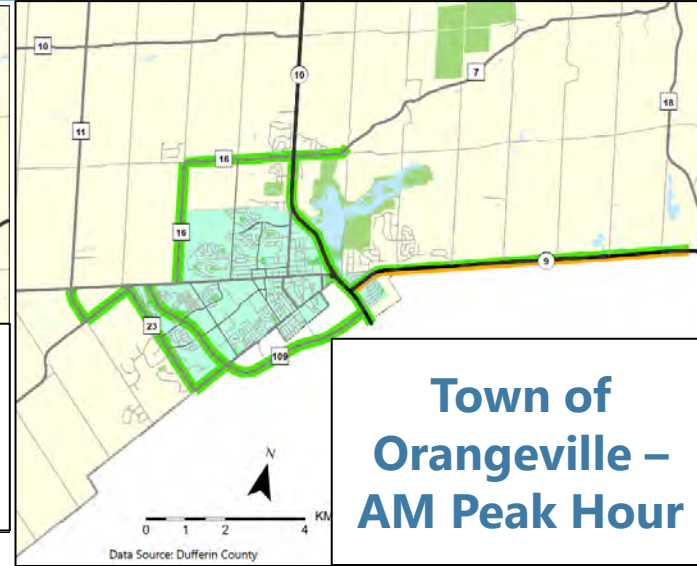 10
10
7
18
11
16
16
9
23
109
N
0 1 2 4 KM
Data Source: Dufferin County
Town of
Orangeville –
AM Peak Hour